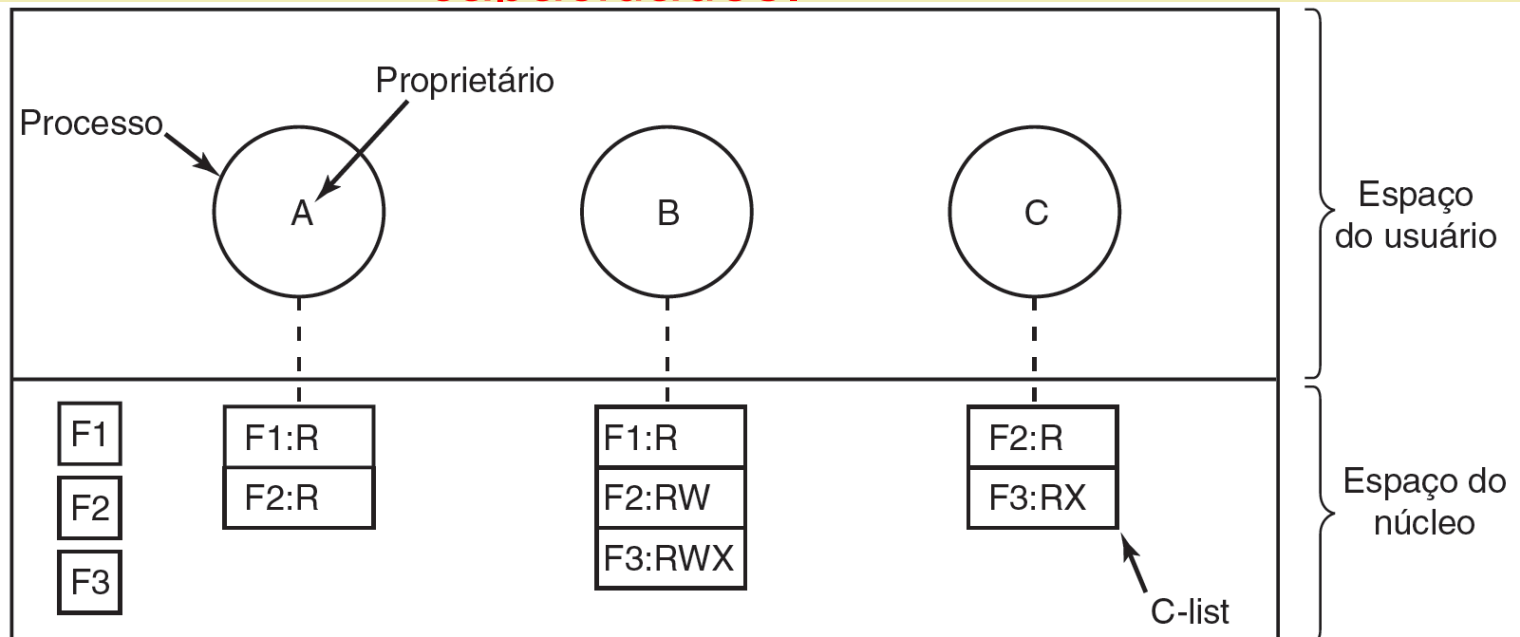 Proprietário
Processo
A
B
C
Espaço
do usuário
F1
F2
F3
F1:R
F2:R
F1:R
F2:RW
F3:RWX
F2:R
F3:RX
C-list
Espaço do
núcleo